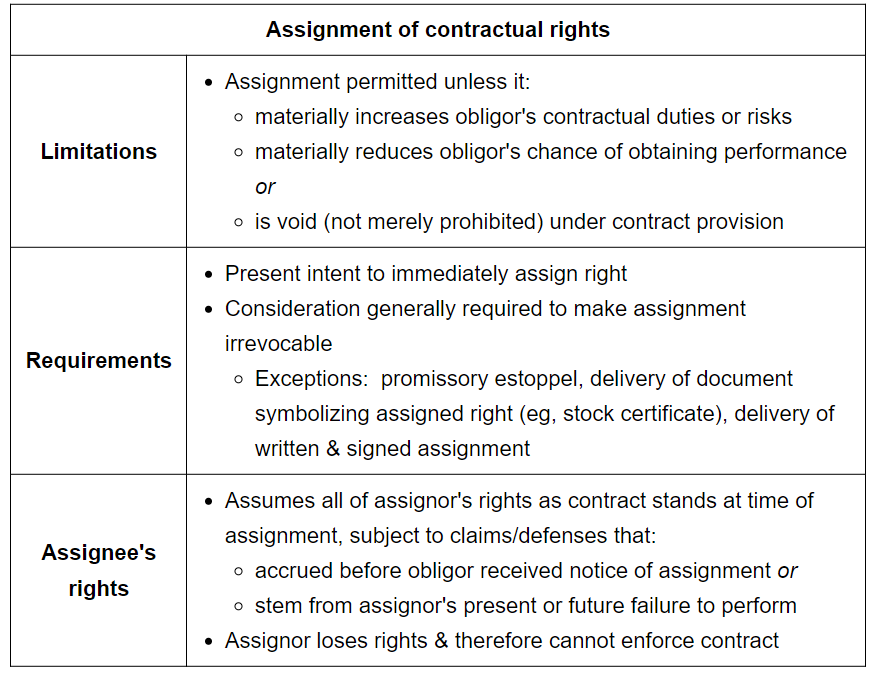 Assignment of contractual rights
Limitations
• Assignment permitted unless it:
◦ materially increases obligor's contractual duties or risks
◦ materially reduces obligor's chance of obtaining performance
or
◦ is void (not merely prohibited) under contract provision
Requirements
• Present intent to immediately assign right
• Consideration generally required to make assignment
irrevocable
◦ Exceptions:  promissory estoppel, delivery of document
symbolizing assigned right (eg, stock certificate), delivery of
written & signed assignment
Assignee's
rights
• Assumes all of assignor's rights as contract stands at time of
assignment, subject to claims/defenses that:
◦ accrued before obligor received notice of assignment or
◦ stem from assignor's present or future failure to perform
• Assignor loses rights & therefore cannot enforce contract